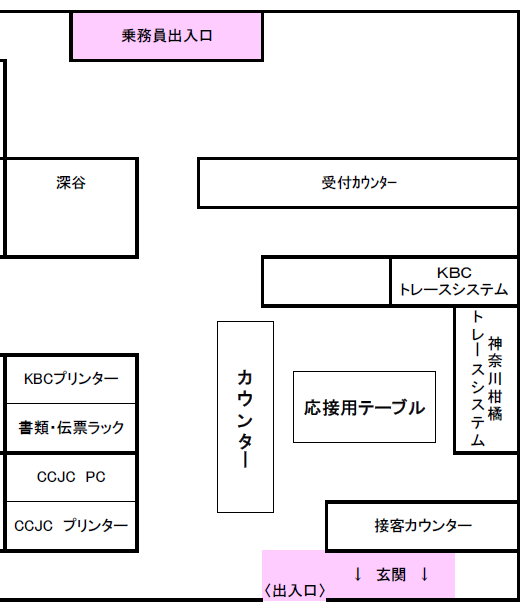 乗務員出入口
深谷
受付ｶｳﾝﾀｰ
KBC
トレースシステム
神奈川柑橘
トレースシステム
カウンター
応接用テーブル
KBCプリンター
書類・伝票ラック
CCJC PC
CCJC プリンター
接客カウンター
↓ 玄関 ↓
〈出入口〉